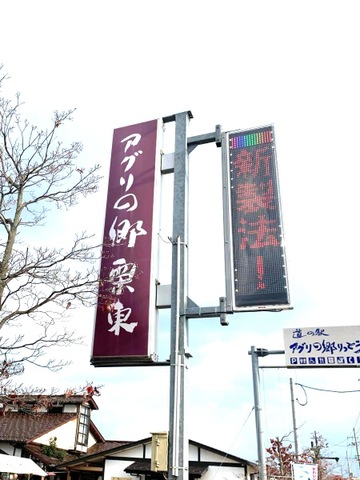 アグリの郷栗東
新製法！
道の駅
アグリの郷りっとう